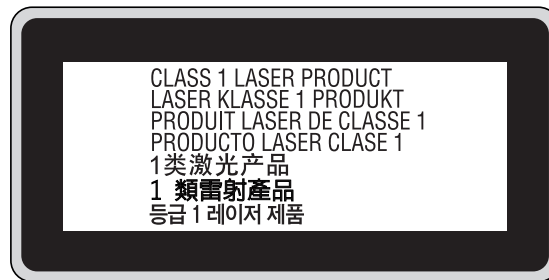 CLASS 1 LASER PRODUCT
LASER KLASSE 1 PRODUKT
PRODUIT LASER DE CLASSE 1
PRODUCTO LASER CLASE 1
1类激光产品
1 類雷射產品
등급 1 레이저 제품